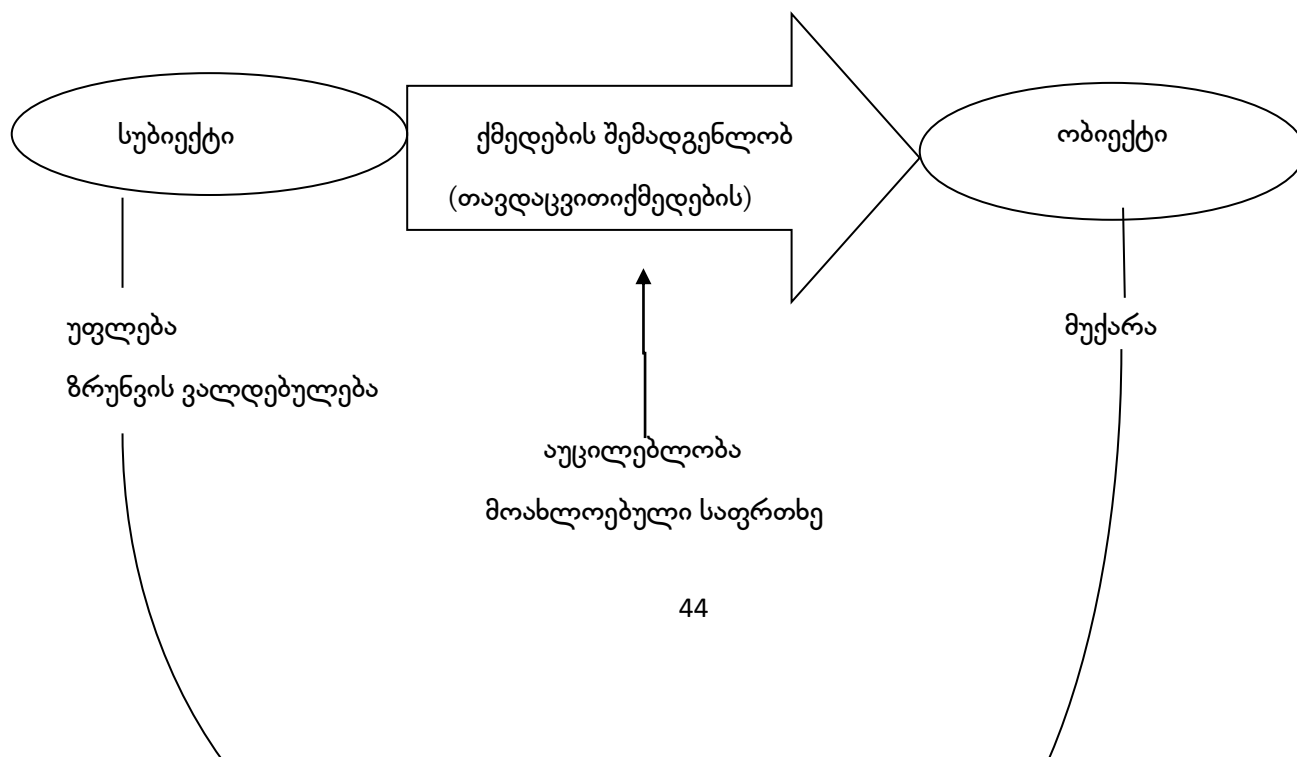 სუბიექტი
ქმედების შემადგენლობ
(თავდაცვითიქმედების)
ობიექტი
უფლება
ზრუნვის ვალდებულება
მუქარა
აუცილებლობა
მოახლოებული საფრთხე
44